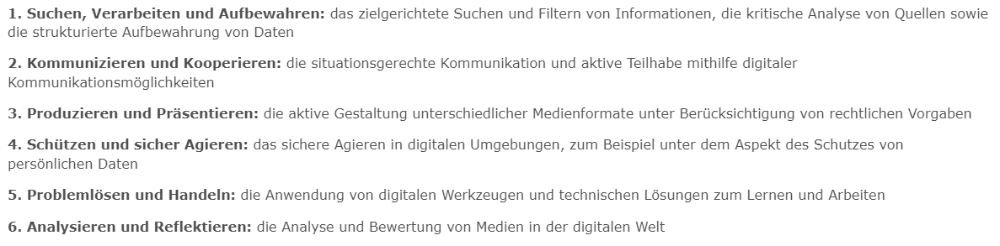 1. Suchen, Verarbeiten und Aufbewahren: das zielgerichtete Suchen und Filtern von Informationen, die kritische Analyse von Quellen sowie
die strukturierte Aufbewahrung von Daten
2. Kommunizieren und Kooperieren: die situationsgerechte Kommunikation und aktive Teilhabe mithilfe digitaler
Kommunikationsmöglichkeiten
3. Produzieren und Präsentieren: die aktive Gestaltung unterschiedlicher Medienformate unter Berücksichtigung von rechtlichen Vorgaben
4. Schützen und sicher Agieren: das sichere Agieren in digitalen Umgebungen, zum Beispiel unter dem Aspekt des Schutzes von
persönlichen Daten
5. Problemlösen und Handeln: die Anwendung von digitalen Werkzeugen und technischen Lösungen zum Lernen und Arbeiten
6. Analysieren und Reflektieren: die Analyse und Bewertung von Medien in der digitalen Welt